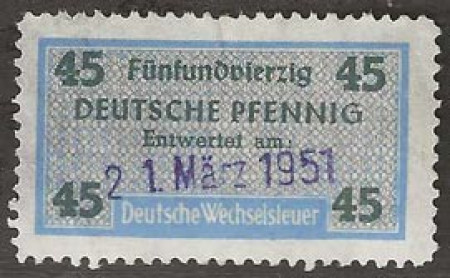 45 Fünfundvierzig 45
DEUTSCHE PFENNIG
Entwertet am:
21. März 1951
45 Deutsche Wechselsteuer 45